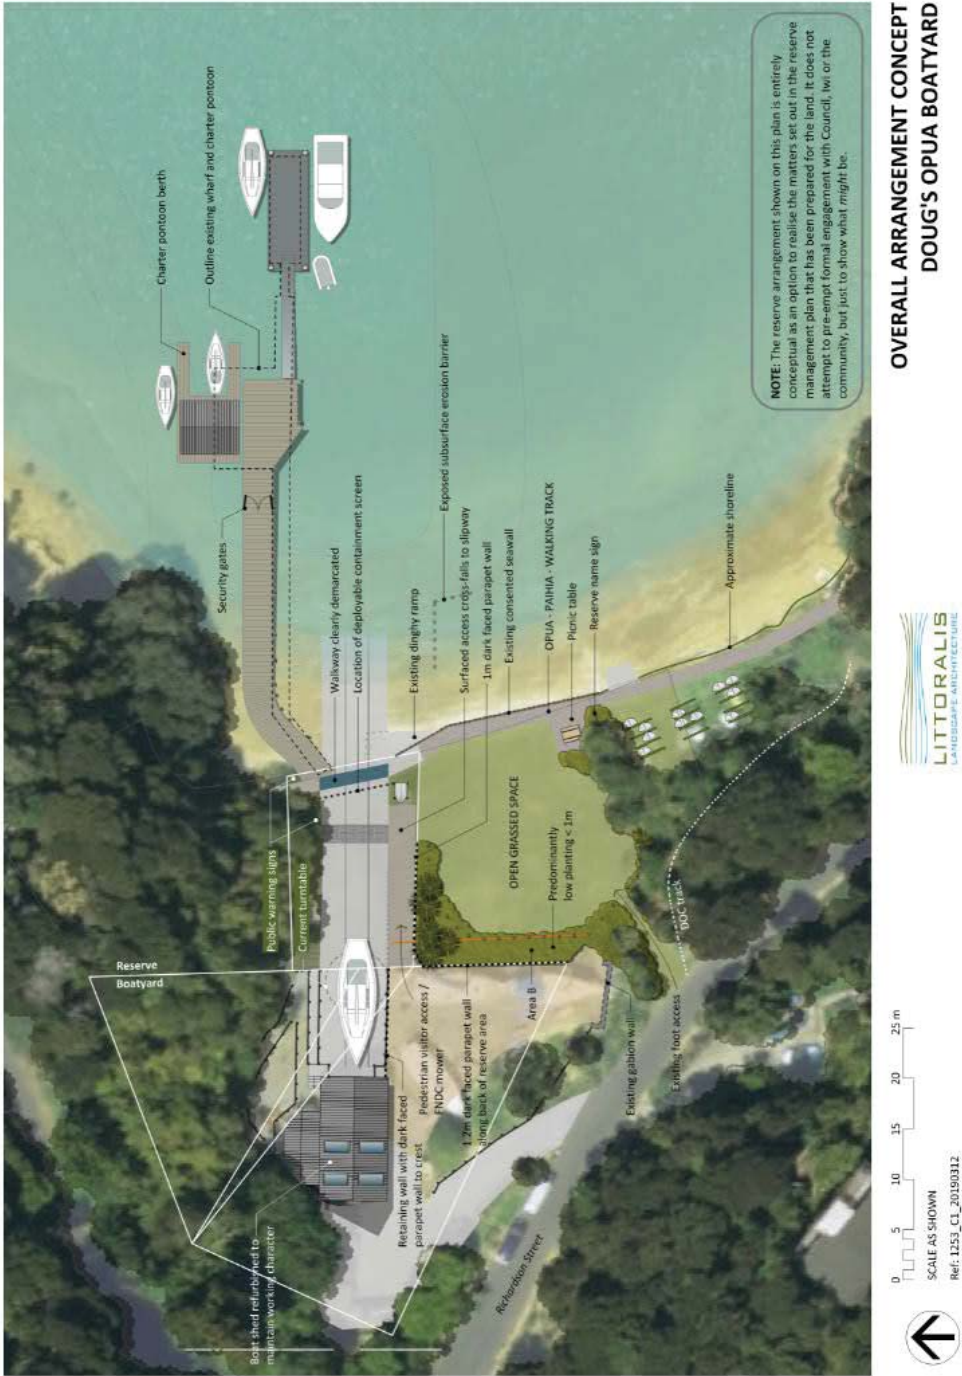 Charter pontoon berth
Outline existing wharf and charter pontoon
Security gates
Walkway clearly demarcated
Location of deployable containment screen
Existing dinghy ramp
Exposed subsurface erosion barrier
Surfaced access cross-falls to slipway
1m dark faced parapet wall
Existing consented seawall
OPUA - PAIHIA - WALKING TRACK
Picnic table
Reserve name sign
Approximate shoreline
Public warning signs
Current turntable
Reserve
Boatyard
OPEN GRASSED SPACE
Predominantly
low planting < 1m
Area B
DOC track
Boat shed refurbished to
maintain working character
Retaining wall with dark faced
parapet wall to crest
Pedestrian visitor access /
FNDC mower
1.2m dark faced parapet wall
along back of reserve area
Existing gabion wall
Existing foot access
Richardson Street
NOTE: The reserve arrangement shown on this plan is entirely
conceptual as an option to realise the matters set out in the reserve
management plan that has been prepared for the land. It does not
attempt to pre-empt formal engagement with Council, Iwi or the
community, but just to show what might be.
0 5 10 15 20 25 m
SCALE AS SHOWN
Ref: 1253_C1_20190312
LITTORALIS
LANDSCAPE ARCHITECTURE
OVERALL ARRANGEMENT CONCEPT
DOUG'S OPUA BOATYARD